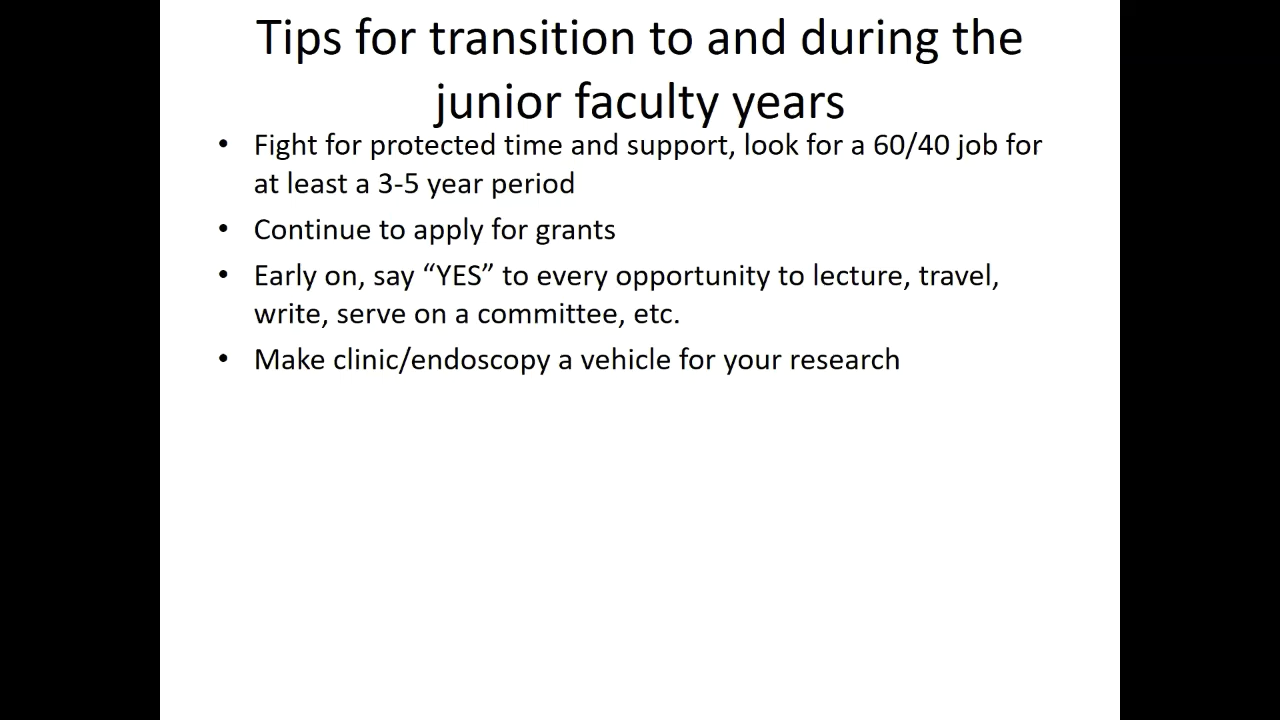 Tips for transition to and during the
junior faculty years
• Fight for protected time and support, look for a 60/40 job for
at least a 3-5 year period
• Continue to apply for grants
• Early on, say “YES” to every opportunity to lecture, travel,
write, serve on a committee, etc.
• Make clinic/endoscopy a vehicle for your research